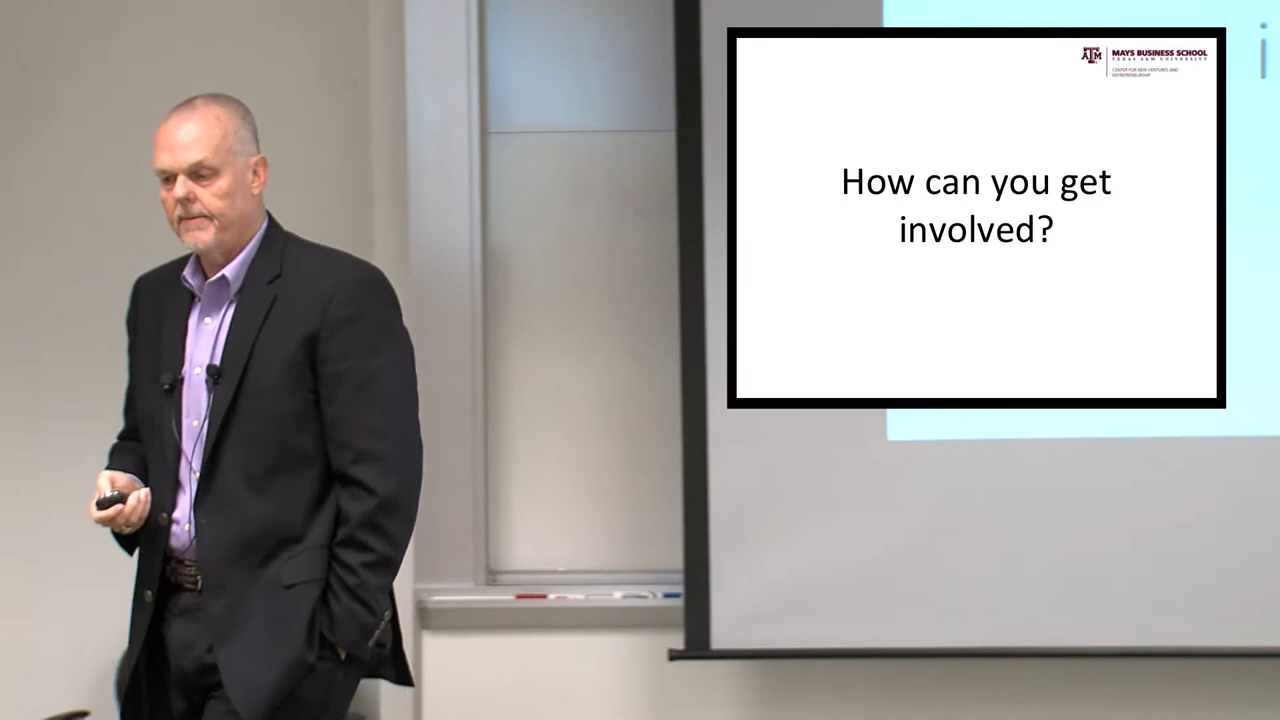 MAYS BUSINESS SCHOOL
TEXAS A&M UNIVERSITY
CENTER FOR NEW VENTURES AND
ENTREPRENEURSHIP
How can you get
involved?
i